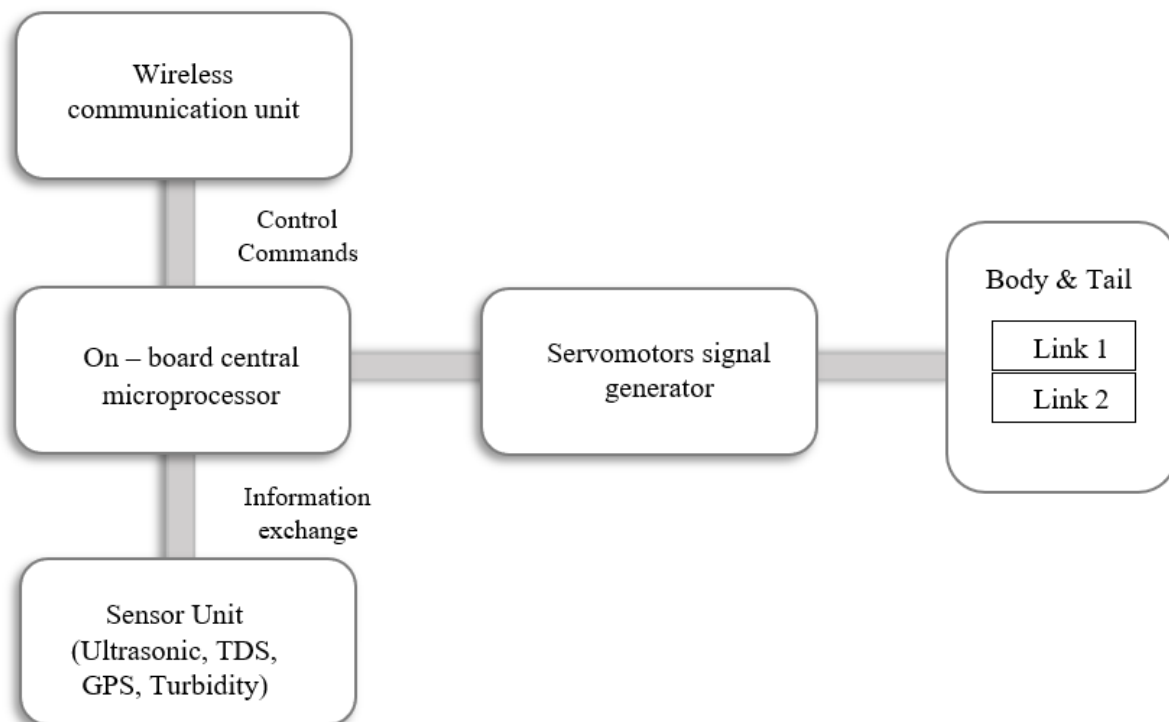 Wireless
communication unit
Control
Commands
On – board central
microprocessor
Servomotors signal
generator
Body & Tail
Link 1
Link 2
Information
exchange
Sensor Unit
(Ultrasonic, TDS,
GPS, Turbidity)